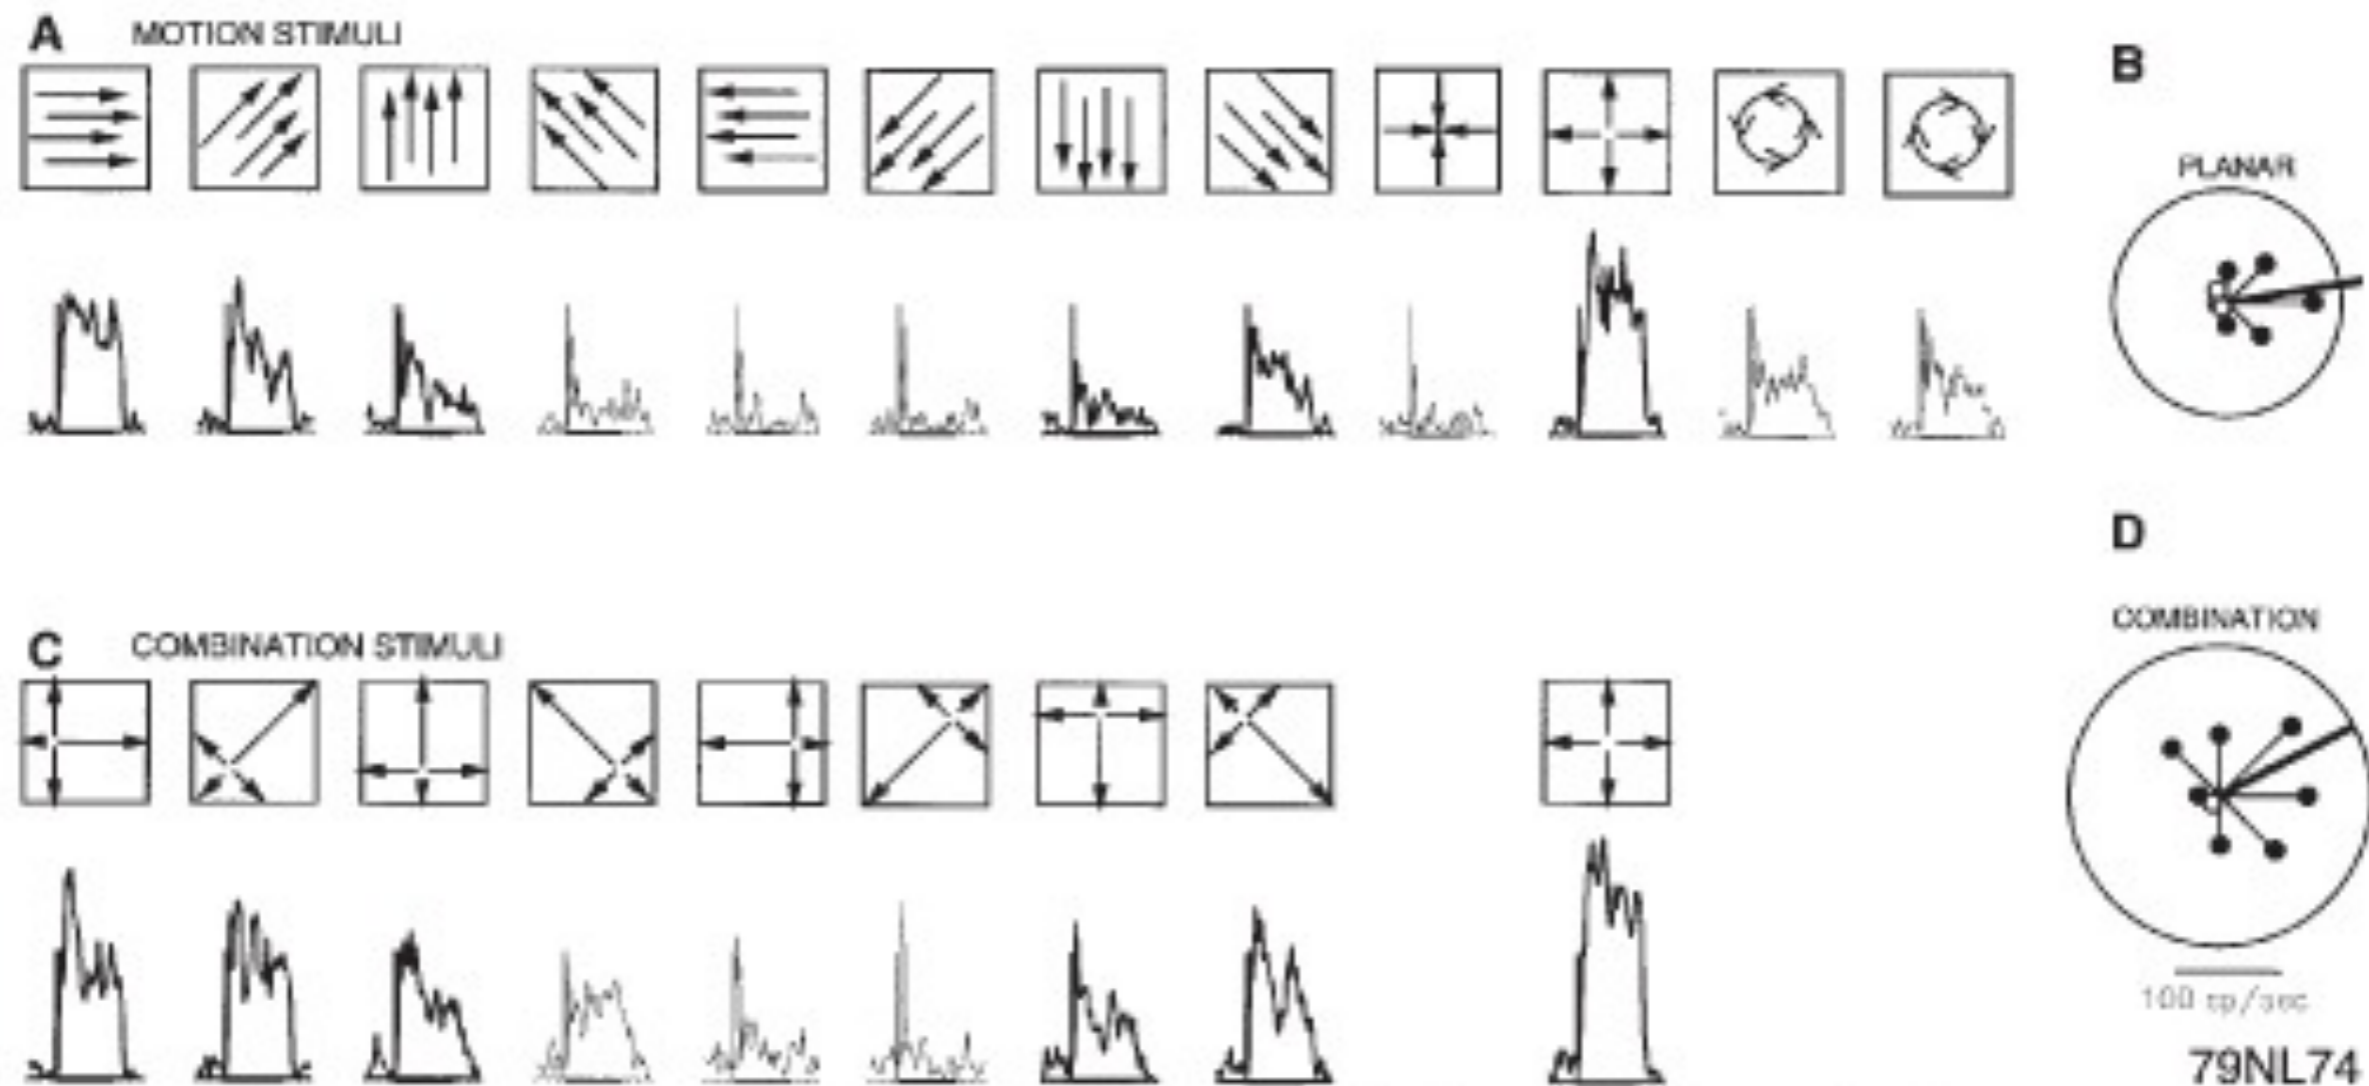 A MOTION STIMULI
B
PLANAR
C COMBINATION STIMULI
D
COMBINATION
100 sp/sec
79NL74